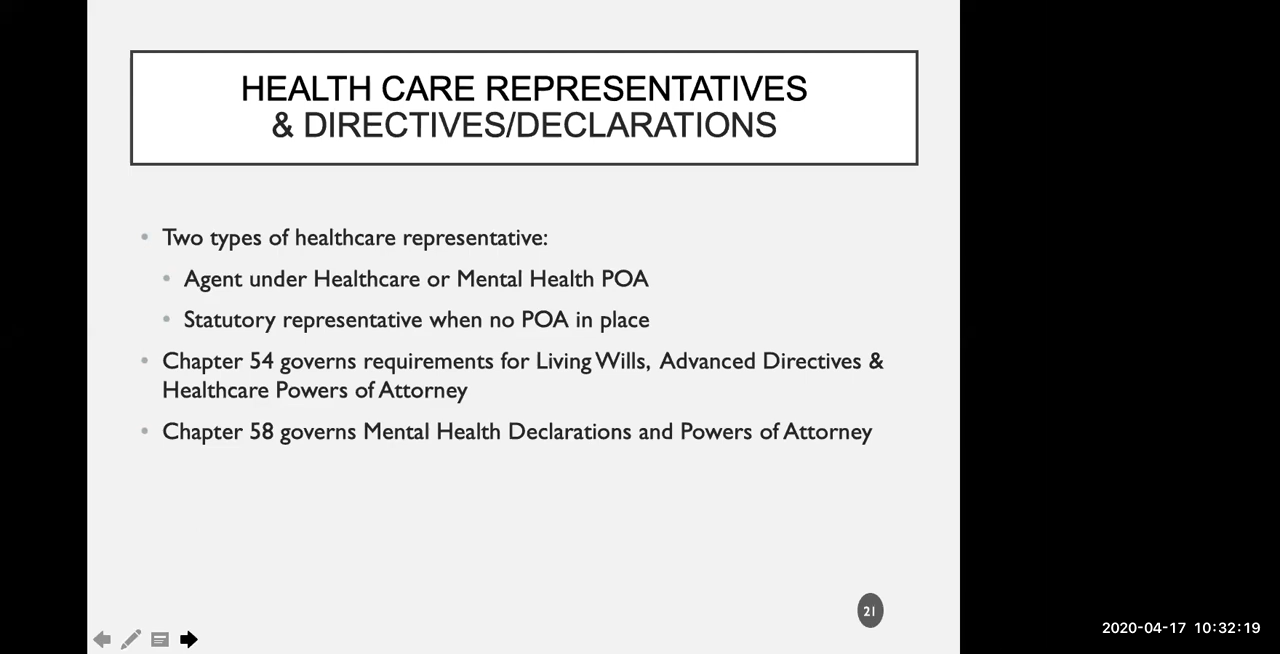 HEALTH CARE REPRESENTATIVES
& DIRECTIVES/DECLARATIONS
• Two types of healthcare representative:
• Agent under Healthcare or Mental Health POA
• Statutory representative when no POA in place
• Chapter 54 governs requirements for Living Wills, Advanced Directives &
Healthcare Powers of Attorney
• Chapter 58 governs Mental Health Declarations and Powers of Attorney
21
2020-04-17 10:32:19